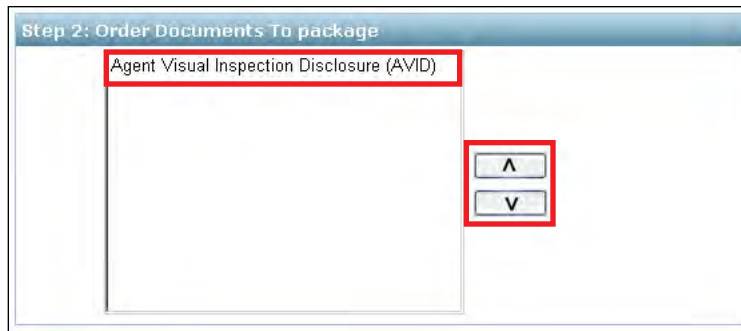 Step 2: Order Documents To package
Agent Visual Inspection Disclosure (AVID)
Λ
V